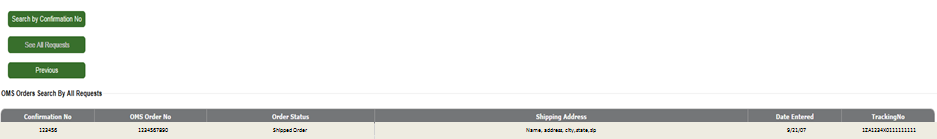 Search by Confirmation No
See All Requests
Previous
OMS Orders Search By All Requests
Confirmation No OMS Order No Order Status Shipping Address Date Entered TrackingNo
123456 1234567890 Shipped Order Name, address, city, state, zip 9/21/07 1ZA1234X0111111111